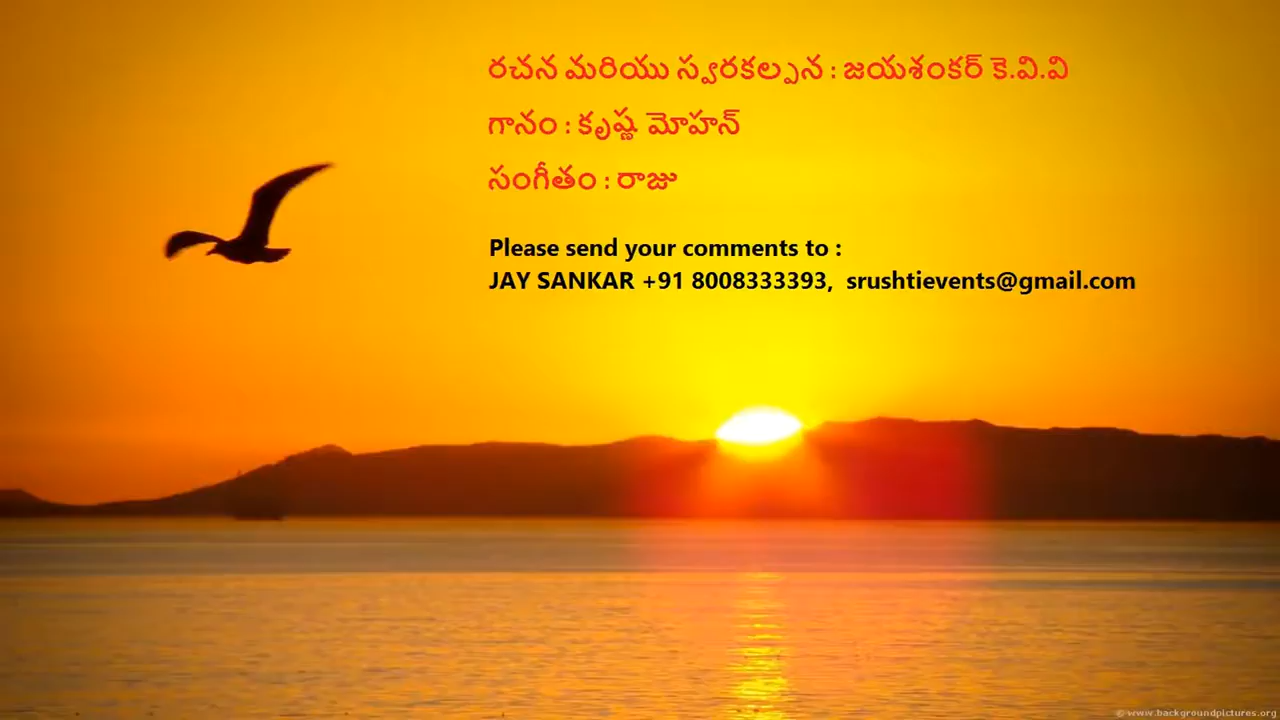 రచన మరియు స్వరకల్పన : జయశంకర్ కె.వి.వి
గానం : కృష్ణ మోహన్
సంగీతం : రాజు
Please send your comments to :
JAY SANKAR +91 8008333393, srushtievents@gmail.com
© www.backgroundpictures.org